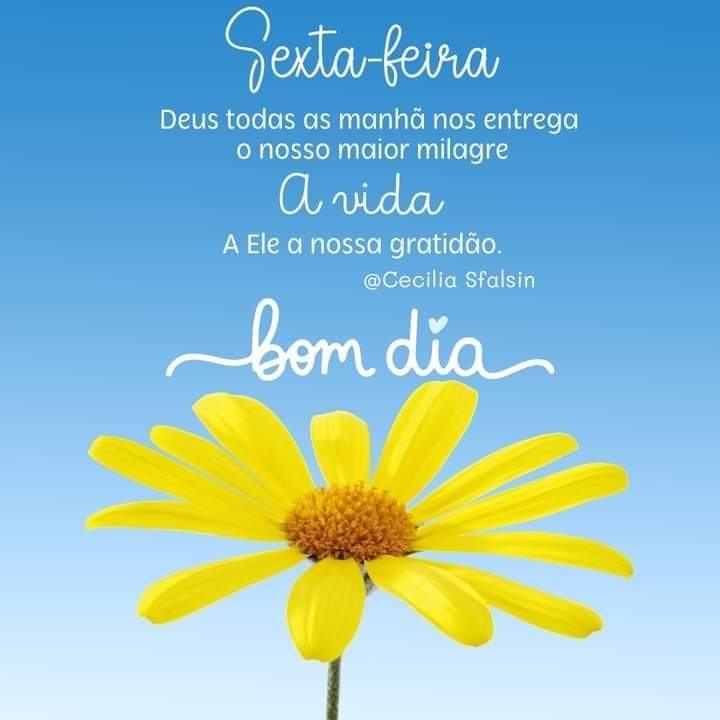 Sexta-feira
Deus todas as manhã nos entrega
o nosso maior milagre
A vida
A Ele a nossa gratidão.
@Cecilia Sfalsin
bom dia